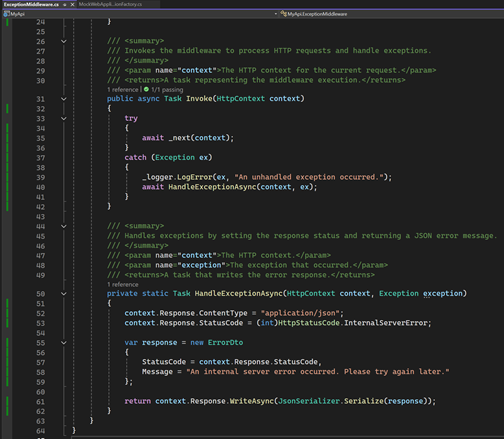 ExceptionMiddleware.cs
MyApi
MyApi.ExceptionMiddleware
24 }
25
26 /// <summary>
27 /// Invokes the middleware to process HTTP requests and handle exceptions.
28 /// </summary>
29 /// <param name="context">The HTTP context for the current request.</param>
30 /// <returns>A task representing the middleware execution.</returns>
1 reference | 1/1 passing
31 public async Task Invoke(HttpContext context)
32 {
33 try
34 {
35 await _next(context);
36 }
37 catch (Exception ex)
38 {
39 _logger.LogError(ex, "An unhandled exception occurred.");
40 await HandleExceptionAsync(context, ex);
41 }
42 }
43
44 /// <summary>
45 /// Handles exceptions by setting the response status and returning a JSON error message.
46 /// </summary>
47 /// <param name="context">The HTTP context.</param>
48 /// <param name="exception">The exception that occurred.</param>
49 /// <returns>A task that writes the error response.</returns>
1 reference
50 private static Task HandleExceptionAsync(HttpContext context, Exception exception)
51 {
52 context.Response.ContentType = "application/json";
53 context.Response.StatusCode = (int)HttpStatusCode.InternalServerError;
54
55 var response = new ErrorDto
56 {
57 StatusCode = context.Response.StatusCode,
58 Message = "An internal server error occurred. Please try again later."
59 };
60
61 return context.Response.WriteAsync(JsonSerializer.Serialize(response));
62 }
63 }
64 }